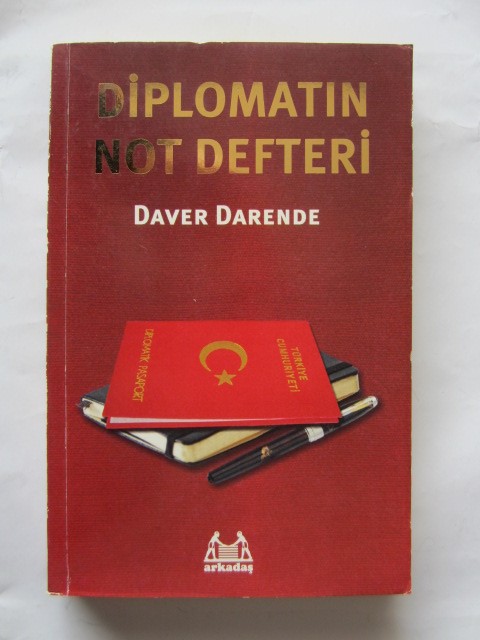 DİPLOMATIN
NOT DEFTERİ
DAVER DARENDE
DİPLOMATİK PASAPORT
TÜRKİYE
CUMHURİYETİ
arkadaş